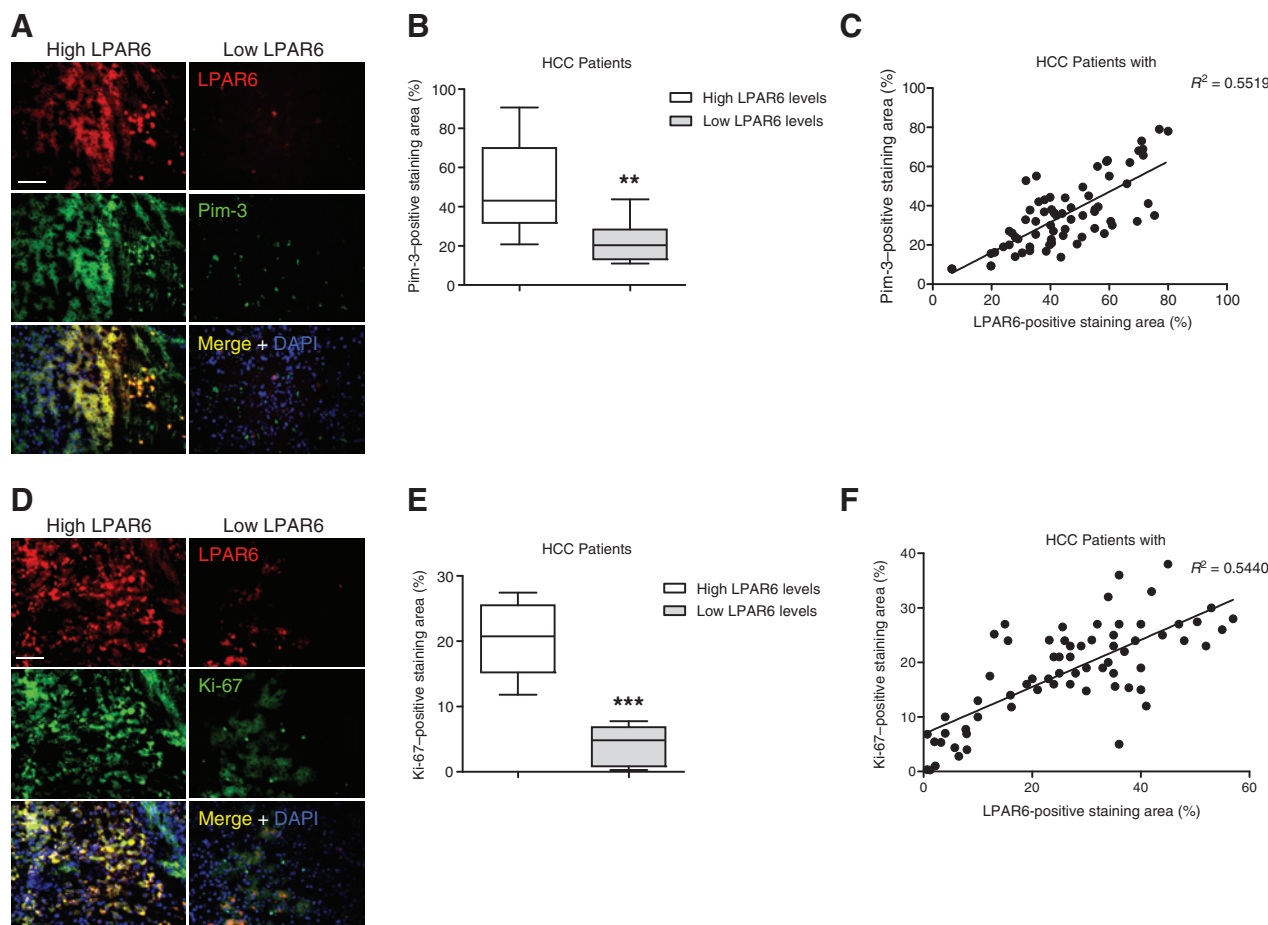 A
High LPAR6
Low LPAR6
LPAR6
Pim-3
Merge + DAPI
B
HCC Patients
Pim-3–positive staining area (%)
100
80
60
40
20
0
**
High LPAR6 levels
Low LPAR6 levels
C
HCC Patients with
R² = 0.5519
Pim-3–positive staining area (%)
100
80
60
40
20
0
0 20 40 60 80 100
LPAR6-positive staining area (%)
D
High LPAR6
Low LPAR6
LPAR6
Ki-67
Merge + DAPI
E
HCC Patients
Ki-67–positive staining area (%)
30
20
10
0
***
High LPAR6 levels
Low LPAR6 levels
F
HCC Patients with
R² = 0.5440
Ki-67–positive staining area (%)
40
30
20
10
0
0 20 40 60
LPAR6-positive staining area (%)